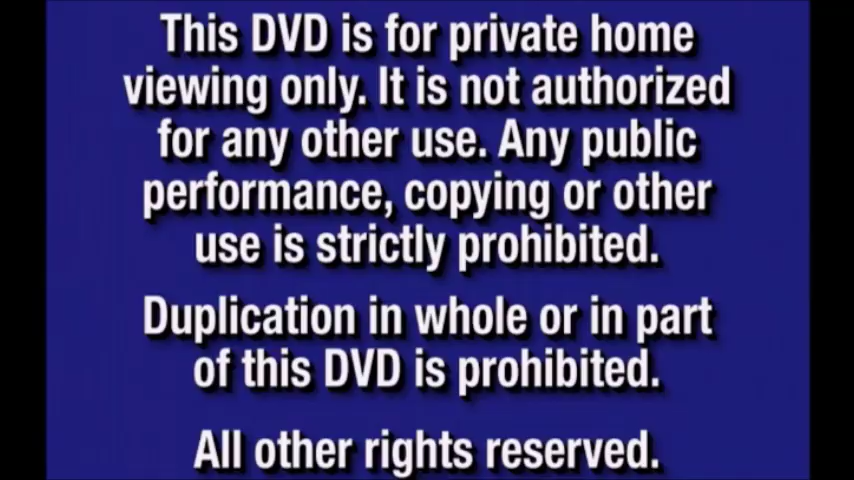 This DVD is for private home
viewing only. It is not authorized
for any other use. Any public
performance, copying or other
use is strictly prohibited.
Duplication in whole or in part
of this DVD is prohibited.
All other rights reserved.